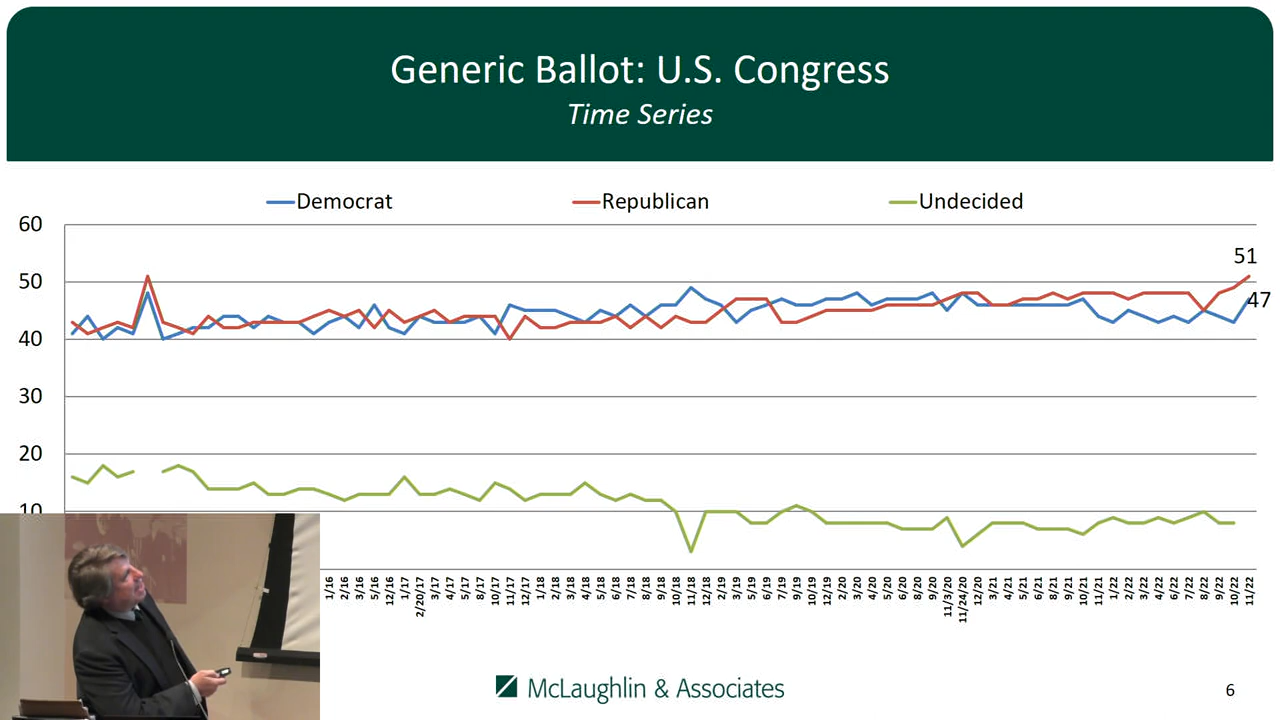 Generic Ballot: U.S. Congress
Time Series
Democrat Republican Undecided
60
50
40
30
20
10
51
47
1/16 2/16 3/16 5/16 12/16 1/17 2/20/17 3/17 4/17 5/17 8/17 10/17 11/17 12/17 1/18 2/18 3/18 4/18 5/18 6/18 7/18 8/18 9/18 10/18 11/18 12/18 2/19 3/19 5/19 6/19 7/19 9/19 10/19 12/19 2/20 3/20 4/20 5/20 6/20 8/20 9/20 11/3/20 11/24/20 12/20 3/21 4/21 5/21 6/21 8/21 9/21 10/21 11/21 1/22 2/22 3/22 4/22 6/22 7/22 8/22 9/22 10/22 11/22
McLaughlin & Associates
6